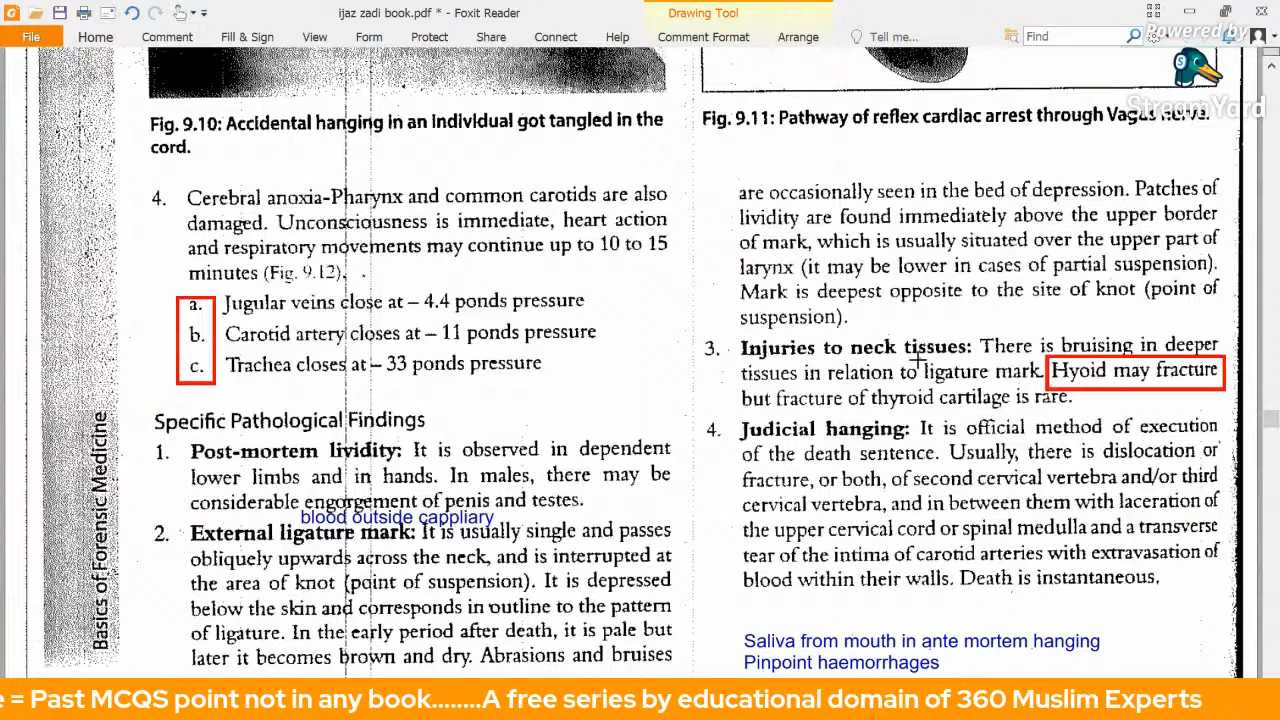 ijaz zadi book.pdf * - Foxit Reader
Drawing Tool
File Home Comment Fill & Sign View Form Protect Share Connect Help Comment Format Arrange Tell me... Find
Powered by
StreamYard
Fig. 9.10: Accidental hanging in an individual got tangled in the
cord.
4. Cerebral anoxia-Pharynx and common carotids are also
damaged. Unconsciousness is immediate, heart action
and respiratory movements may continue up to 10 to 15
minutes (Fig. 9.12).
a. Jugular veins close at – 4.4 ponds pressure
b. Carotid artery closes at – 11 ponds pressure
c. Trachea closes at – 33 ponds pressure
Specific Pathological Findings
1. Post-mortem lividity: It is observed in dependent
lower limbs and in hands. In males, there may be
considerable engorgement of penis and testes.
blood outside cappliary
2. External ligature mark: It is usually single and passes
obliquely upwards across the neck, and is interrupted at
the area of knot (point of suspension). It is depressed
below the skin and corresponds in outline to the pattern
of ligature. In the early period after death, it is pale but
later it becomes brown and dry. Abrasions and bruises
Basics of Forensic Medicine
Fig. 9.11: Pathway of reflex cardiac arrest through Vagus nerve.
are occasionally seen in the bed of depression. Patches of
lividity are found immediately above the upper border
of mark, which is usually situated over the upper part of
larynx (it may be lower in cases of partial suspension).
Mark is deepest opposite to the site of knot (point of
suspension).
3. Injuries to neck tissues: There is bruising in deeper
tissues in relation to ligature mark. Hyoid may fracture
but fracture of thyroid cartilage is rare.
4. Judicial hanging: It is official method of execution
of the death sentence. Usually, there is dislocation or
fracture, or both, of second cervical vertebra and/or third
cervical vertebra, and in between them with laceration of
the upper cervical cord or spinal medulla and a transverse
tear of the intima of carotid arteries with extravasation of
blood within their walls. Death is instantaneous.
Saliva from mouth in ante mortem hanging
Pinpoint haemorrhages
= Past MCQS point not in any book........A free series by educational domain of 360 Muslim Experts